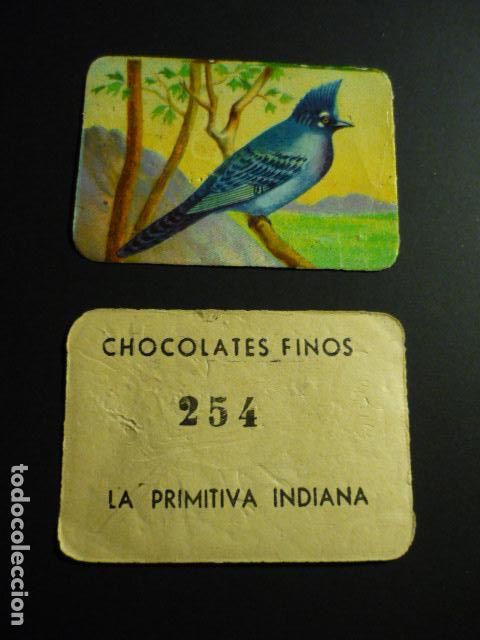 CHOCOLATES FINOS
254
LA PRIMITIVA INDIANA
todocoleccion